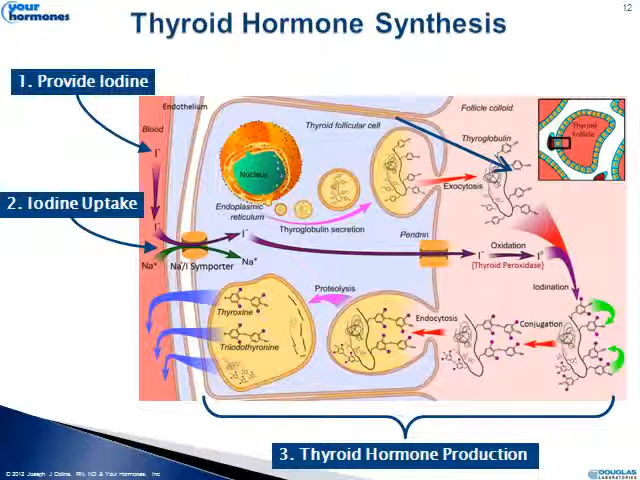 your
hormones
12
Thyroid Hormone Synthesis
1. Provide Iodine
Endothelium
Follicle colloid
Blood
Thyroid follicular cell
Thyroglobulin
Thyroid
Follicle
I⁻
Nucleus
Exocytosis
2. Iodine Uptake
Endoplasmic
reticulum
Thyroglobulin secretion
Pendrin
I⁻
I⁻
Oxidation
I⁻
I⁰
(Thyroid Peroxidase)
Na⁺
Na⁺/I Symporter
Na⁺
Iodination
Proteolysis
Thyroxine
Endocytosis
Conjugation
Triiodothyronine
3. Thyroid Hormone Production
© 2012 Joseph J Collins, RN, ND & Your Hormones, Inc
DOUGLAS
LABORATORIES